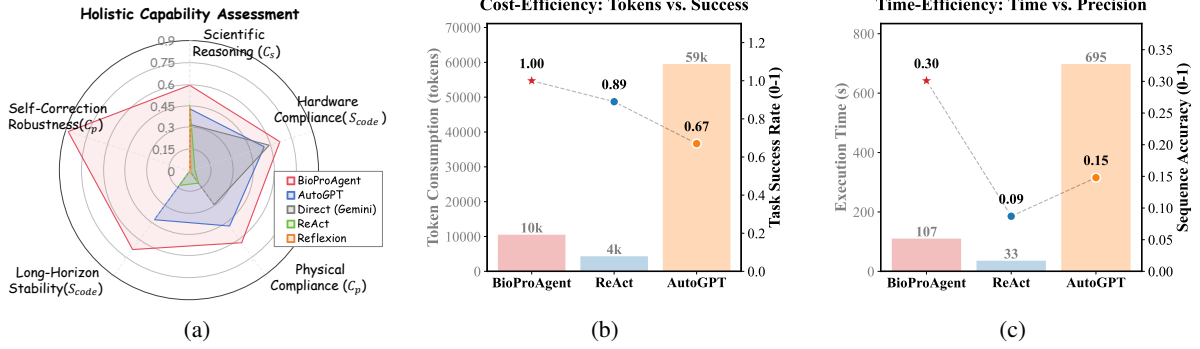 Holistic Capability Assessment
0.9
0.75
0.6
0.45
0.3
0.15
0
Scientific
Reasoning (C_s)
Hardware
Compliance(S_code)
Self-Correction
Robustness(C_p)
Long-Horizon
Stability(S_code)
Physical
Compliance (C_p)
BioProAgent
AutoGPT
Direct (Gemini)
ReAct
Reflexion
(a)
Cost-Efficiency: Tokens vs. Success
Token Consumption (tokens)
70000
60000
50000
40000
30000
20000
10000
0
1.00
0.89
0.67
10k
4k
59k
BioProAgent
ReAct
AutoGPT
1.2
1.0
0.8
0.6
0.4
0.2
0.0
Task Success Rate (0-1)
(b)
Time-Efficiency: Time vs. Precision
Execution Time (s)
800
600
400
200
0
0.30
0.09
0.15
107
33
695
BioProAgent
ReAct
AutoGPT
0.35
0.30
0.25
0.20
0.15
0.10
0.05
0.00
Sequence Accuracy (0-1)
(c)